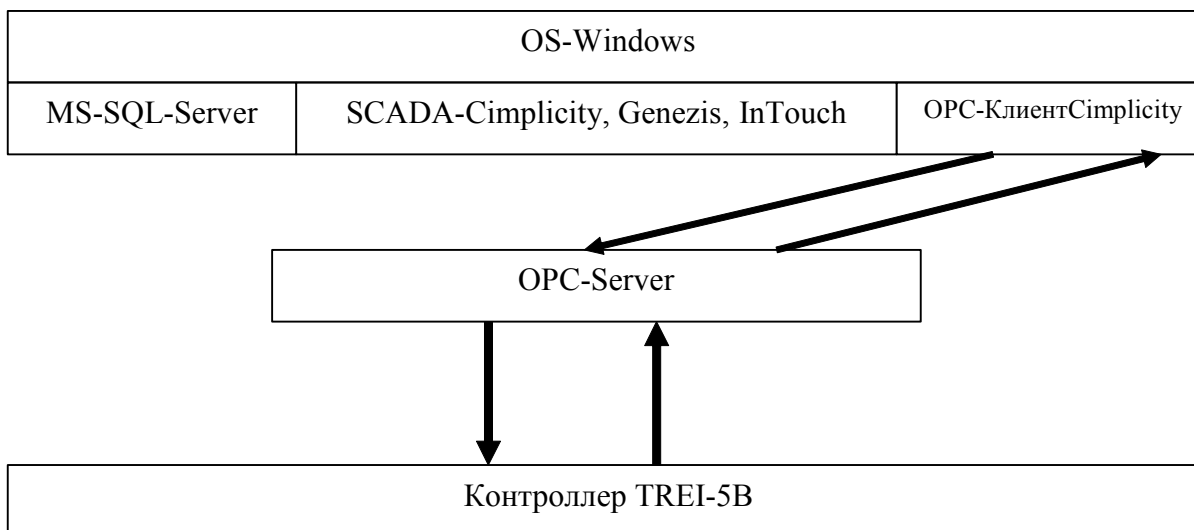 OS-Windows
MS-SQL-Server
SCADA-Cimplicity, Genezis, InTouch
OPC-КлиентCimplicity
OPC-Server
Контроллер TREI-5B